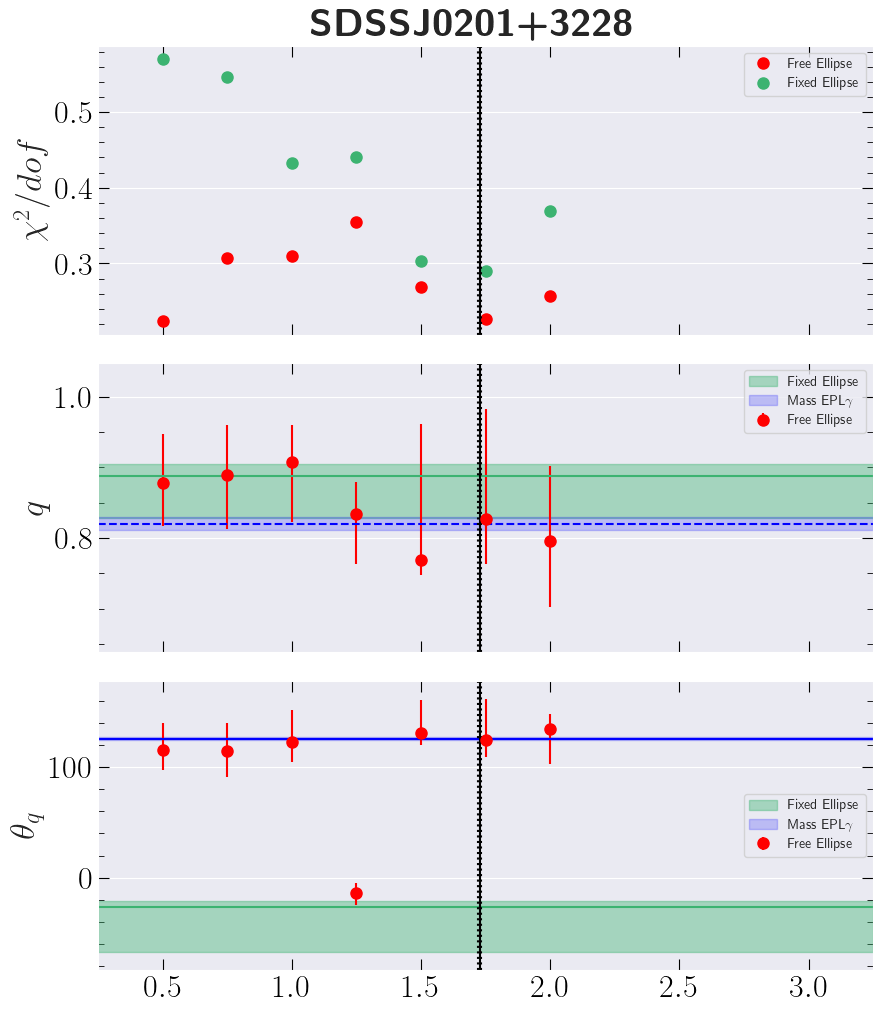 SDSSJ0201+3228
Free Ellipse
Fixed Ellipse
0.5
0.4
0.3
χ²/dof
Fixed Ellipse
Mass EPLγ
Free Ellipse
1.0
0.8
q
Fixed Ellipse
Mass EPLγ
Free Ellipse
100
0
θ_q
0.5 1.0 1.5 2.0 2.5 3.0